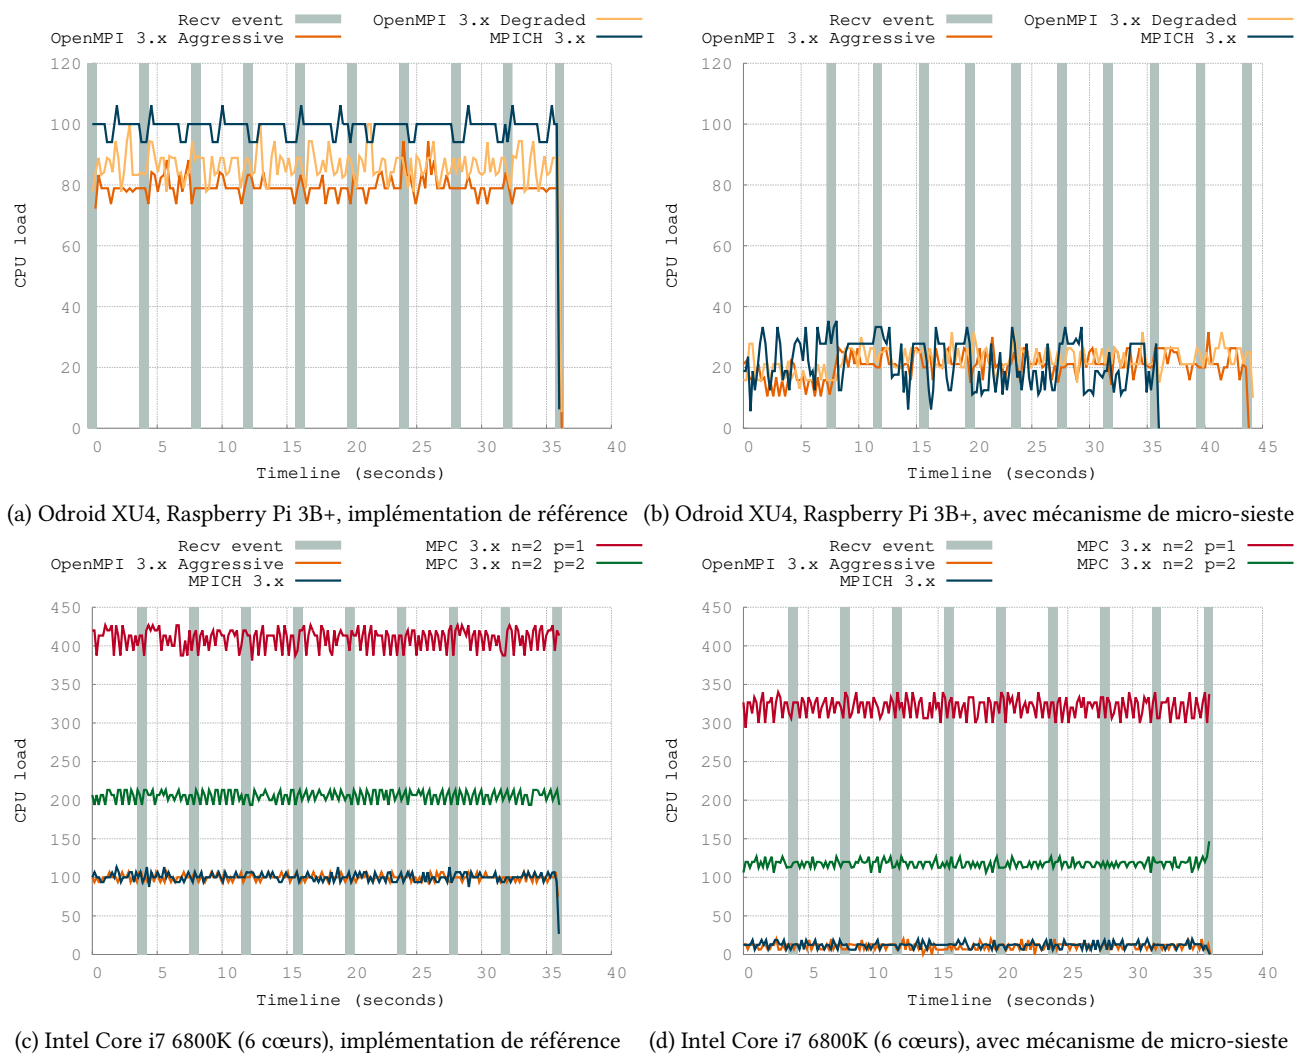 Recv event
OpenMPI 3.x Aggressive
OpenMPI 3.x Degraded
MPICH 3.x
120
100
80
60
40
20
0
CPU load
0 5 10 15 20 25 30 35 40
Timeline (seconds)
(a) Odroid XU4, Raspberry Pi 3B+, implémentation de référence
Recv event
OpenMPI 3.x Aggressive
OpenMPI 3.x Degraded
MPICH 3.x
120
100
80
60
40
20
0
CPU load
0 5 10 15 20 25 30 35 40 45
Timeline (seconds)
(b) Odroid XU4, Raspberry Pi 3B+, avec mécanisme de micro-sieste
Recv event
OpenMPI 3.x Aggressive
MPICH 3.x
MPC 3.x n=2 p=1
MPC 3.x n=2 p=2
450
400
350
300
250
200
150
100
50
0
CPU load
0 5 10 15 20 25 30 35 40
Timeline (seconds)
(c) Intel Core i7 6800K (6 cœurs), implémentation de référence
Recv event
OpenMPI 3.x Aggressive
MPICH 3.x
MPC 3.x n=2 p=1
MPC 3.x n=2 p=2
450
400
350
300
250
200
150
100
50
0
CPU load
0 5 10 15 20 25 30 35 40
Timeline (seconds)
(d) Intel Core i7 6800K (6 cœurs), avec mécanisme de micro-sieste